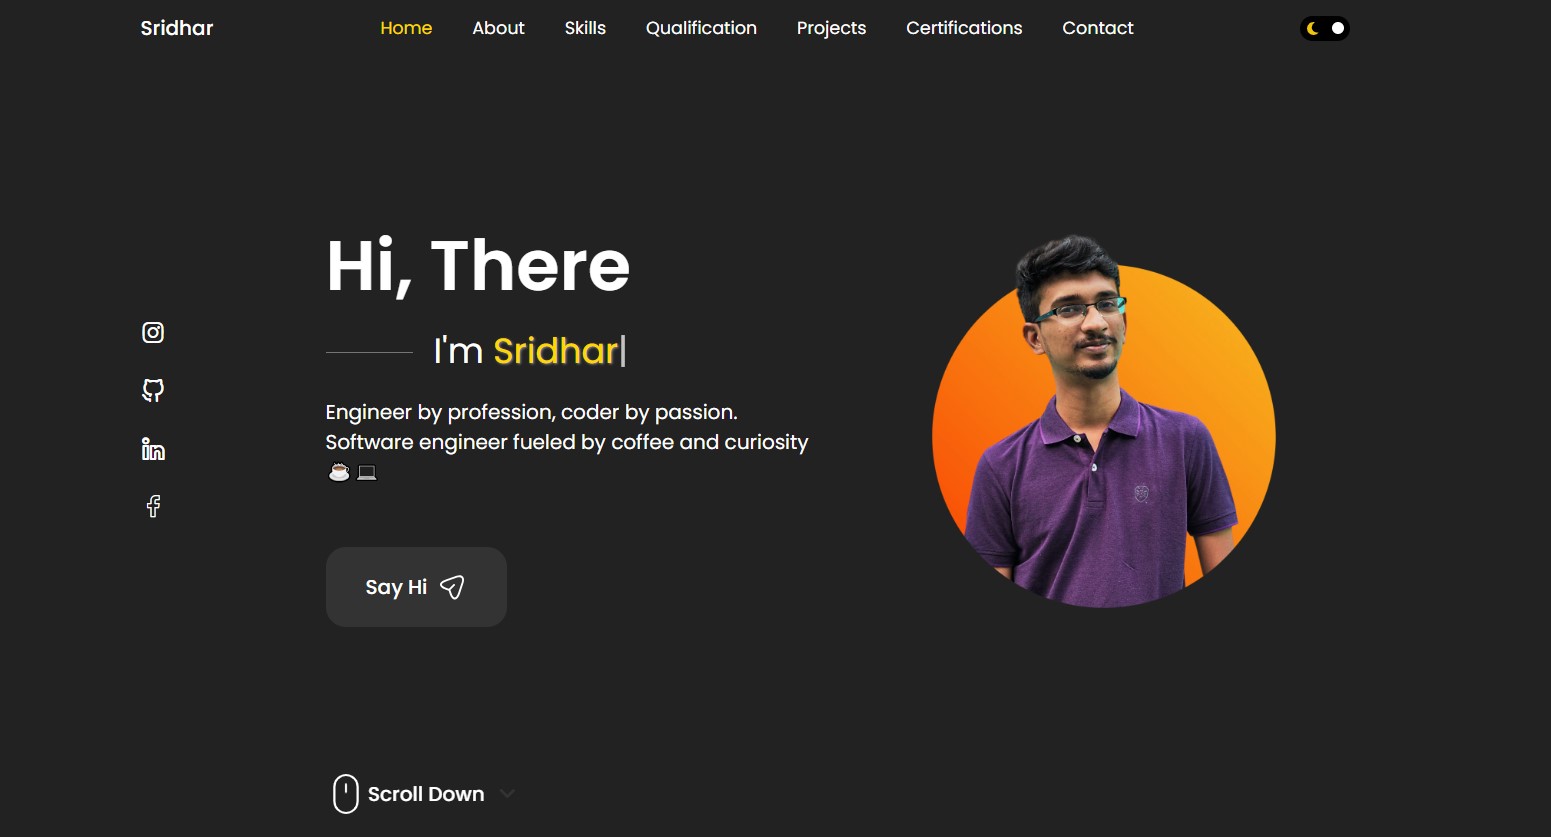 Sridhar
Home About Skills Qualification Projects Certifications Contact
Hi, There
I'm Sridhar|
Engineer by profession, coder by passion.
Software engineer fueled by coffee and curiosity
☕ 💻
Say Hi
Scroll Down